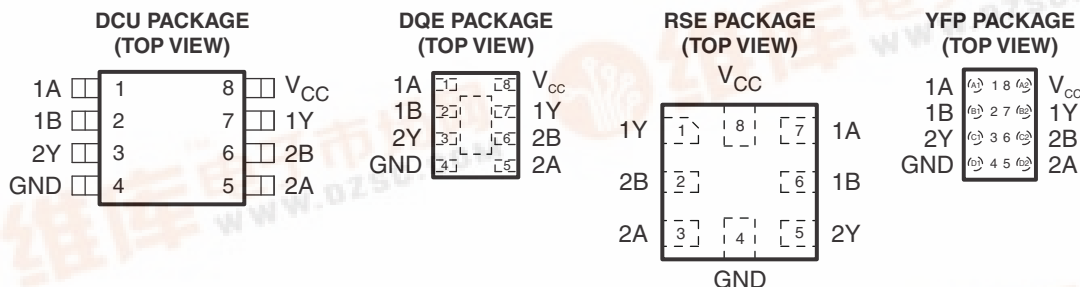 DCU PACKAGE
(TOP VIEW)
1A 1 8 VCC
1B 2 7 1Y
2Y 3 6 2B
GND 4 5 2A
DQE PACKAGE
(TOP VIEW)
1A 1 8 VCC
1B 2 7 1Y
2Y 3 6 2B
GND 4 5 2A
RSE PACKAGE
(TOP VIEW)
VCC
1Y 1 8 7 1A
2B 2 6 1B
2A 3 4 5 2Y
GND
YFP PACKAGE
(TOP VIEW)
1A A1 1 8 A2 VCC
1B B1 2 7 B2 1Y
2Y C1 3 6 C2 2B
GND D1 4 5 D2 2A